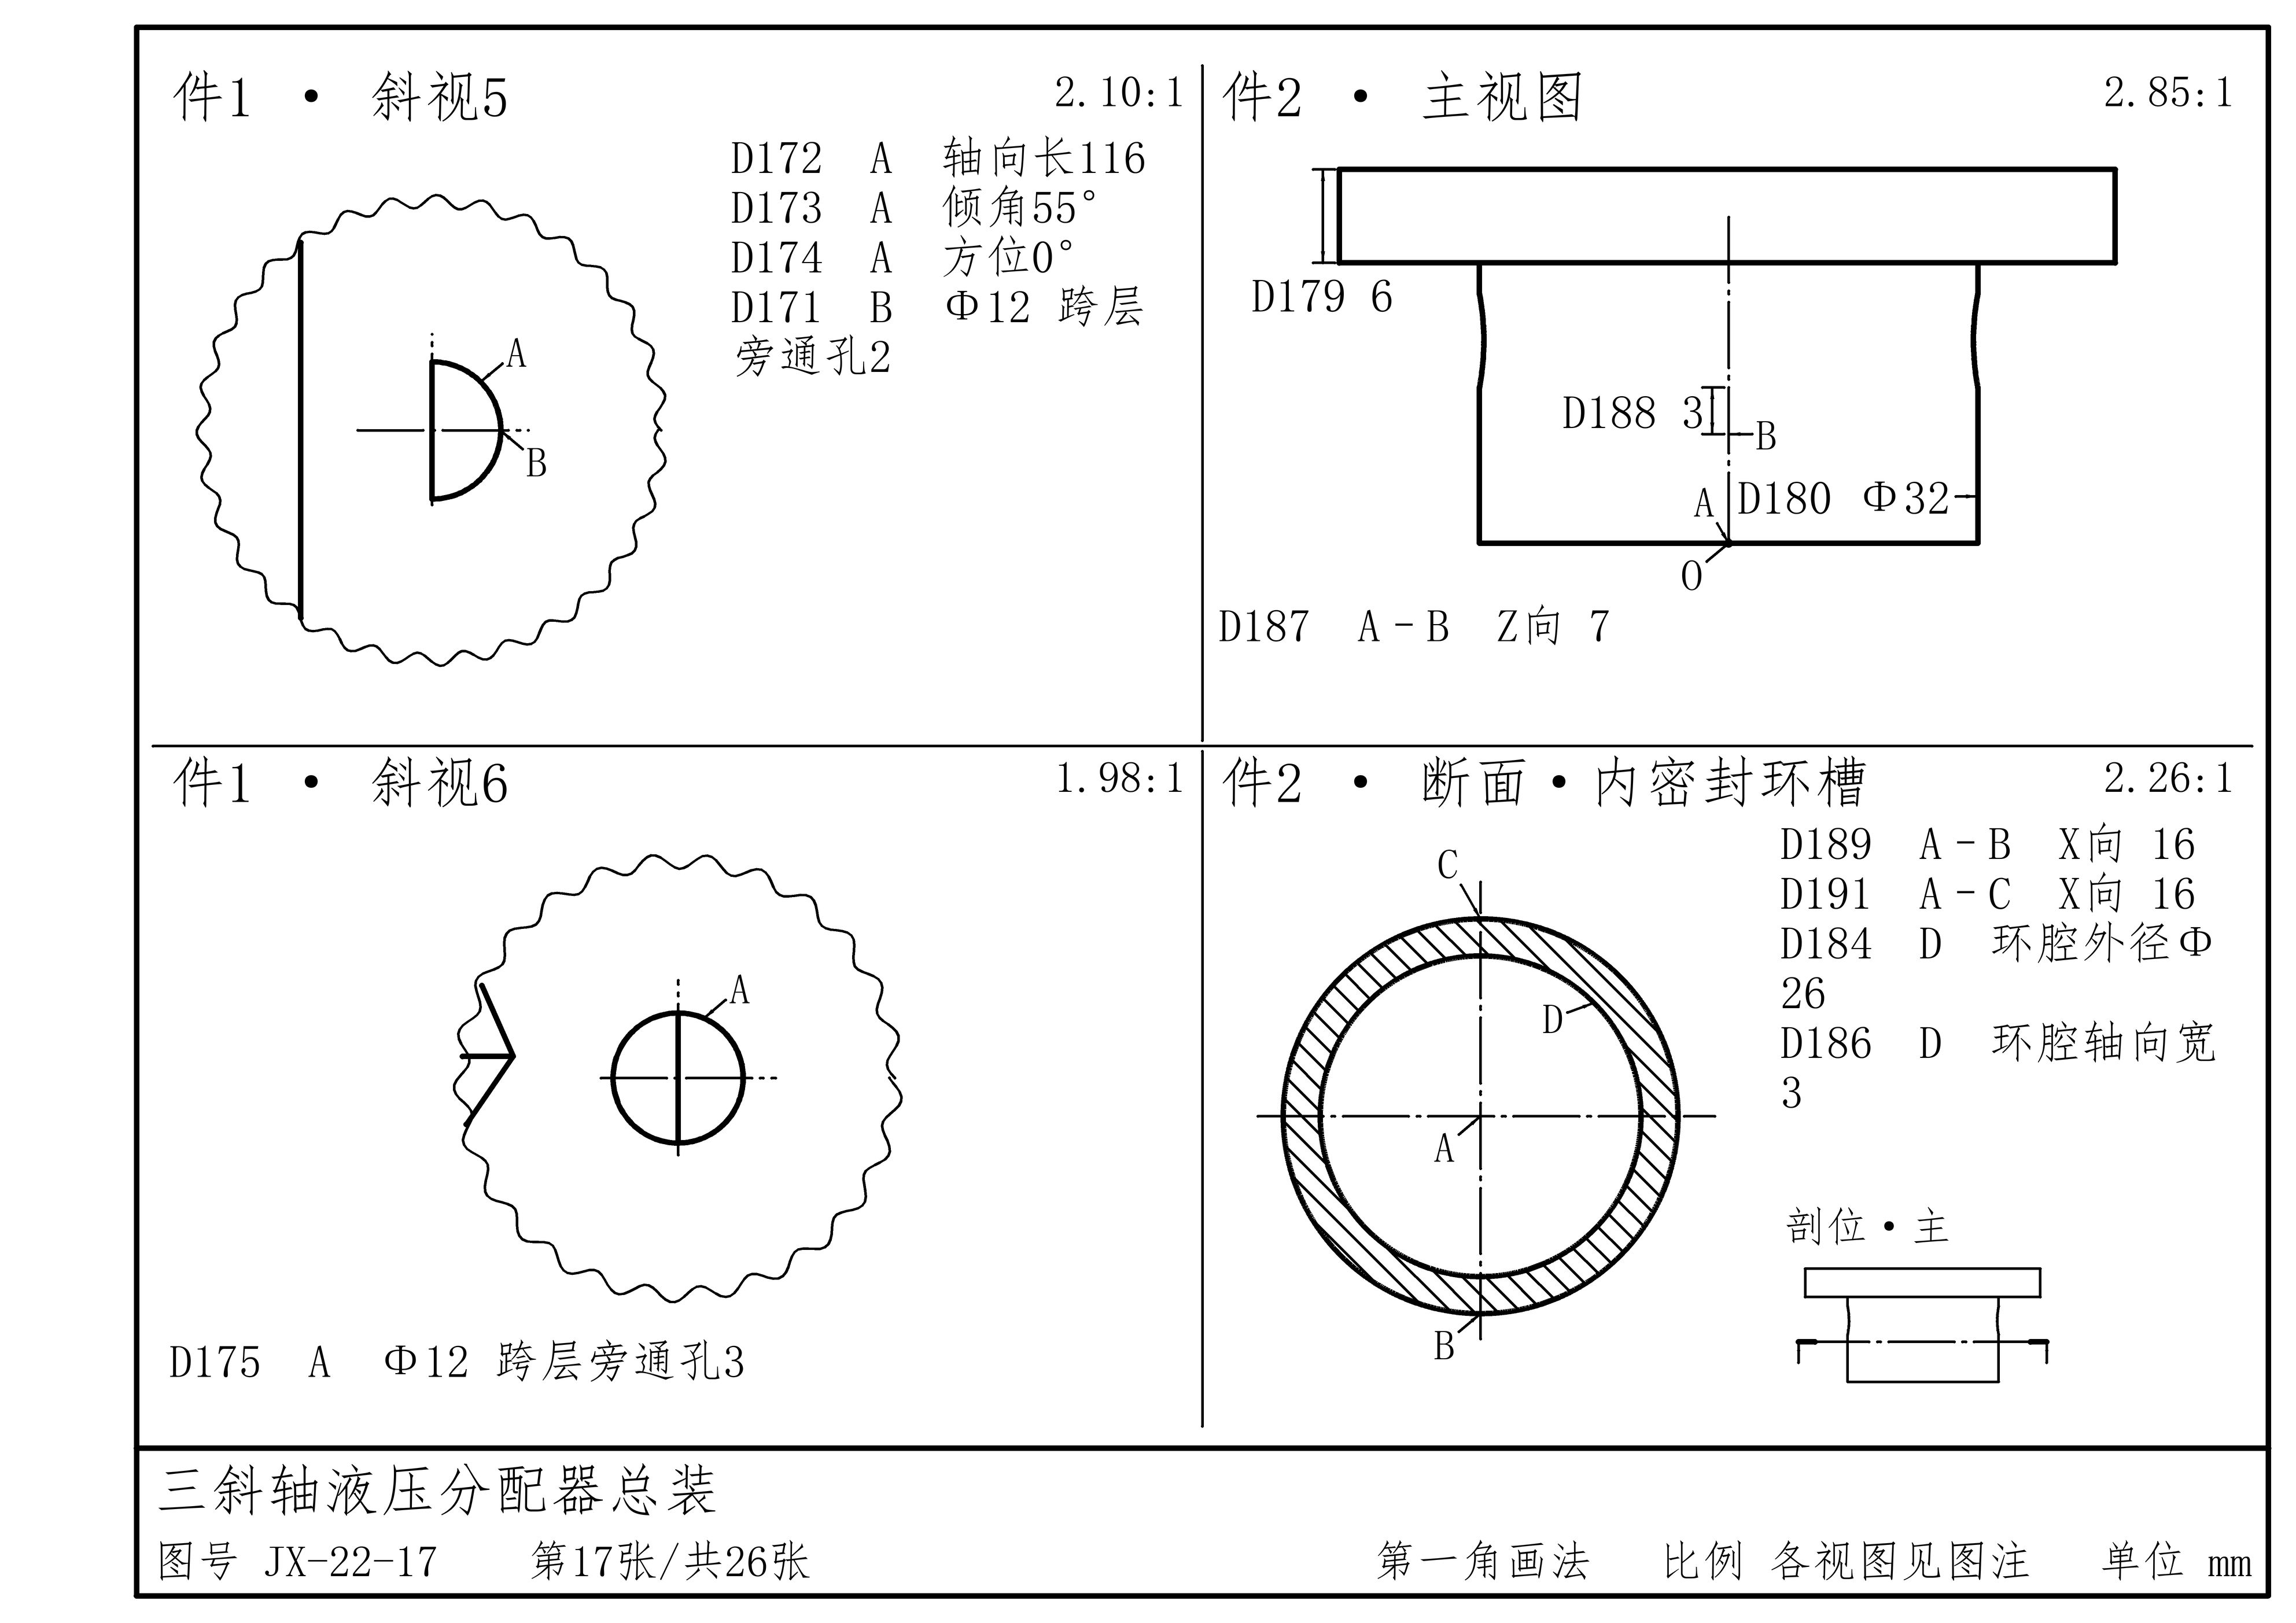 件1 · 斜视5 2.10:1
D172 A 轴向长116
D173 A 倾角55°
D174 A 方位0°
D171 B Φ12 跨层
旁通孔2
A
B
件2 · 主视图 2.85:1
D179 6
D188 3
B
A
D180 Φ32
O
D187 A-B Z向 7
件1 · 斜视6 1.98:1
A
D175 A Φ12 跨层旁通孔3
件2 · 断面·内密封环槽 2.26:1
D189 A-B X向 16
D191 A-C X向 16
D184 D 环腔外径Φ
26
D186 D 环腔轴向宽
3
C
D
A
B
剖位·主
三斜轴液压分配器总装
图号 JX-22-17 第17张/共26张 第一角画法 比例 各视图见图注 单位 mm